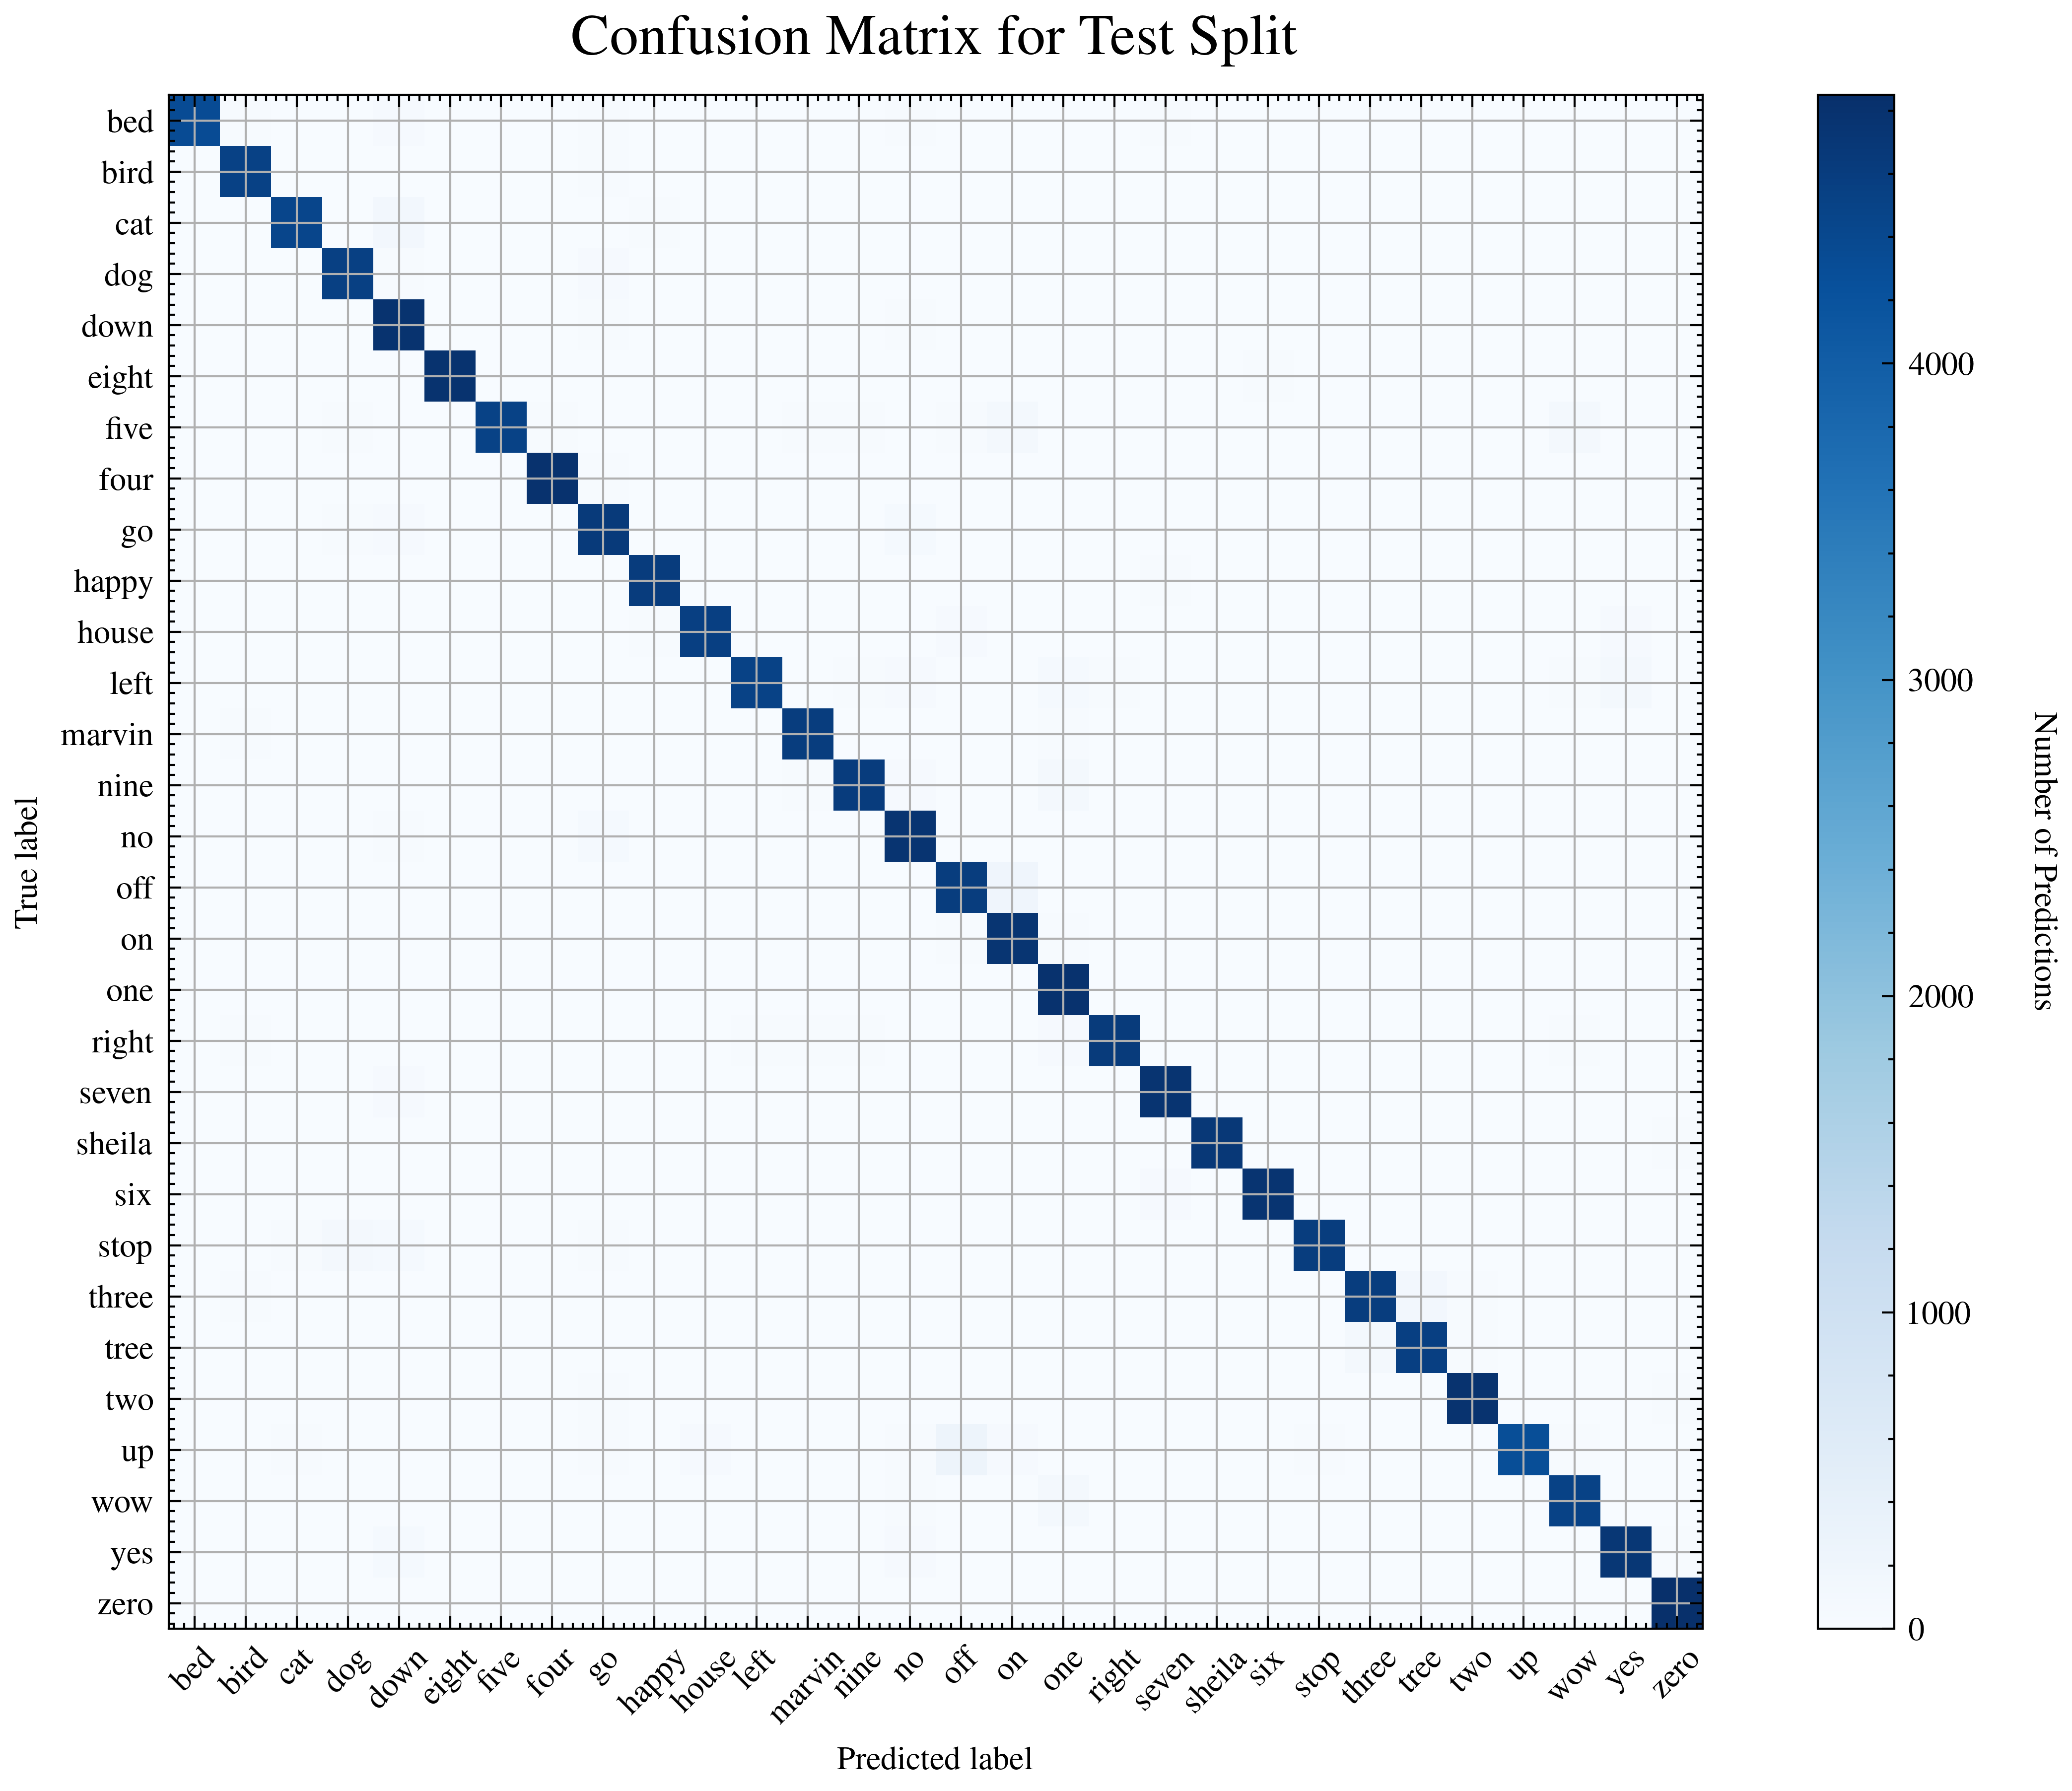 Confusion Matrix for Test Split
True label
bed
bird
cat
dog
down
eight
five
four
go
happy
house
left
marvin
nine
no
off
on
one
right
seven
sheila
six
stop
three
tree
two
up
wow
yes
zero
bed
bird
cat
dog
down
eight
five
four
go
happy
house
left
marvin
nine
no
off
on
one
right
seven
sheila
six
stop
three
tree
two
up
wow
yes
zero
Predicted label
4000
3000
2000
1000
0
Number of Predictions